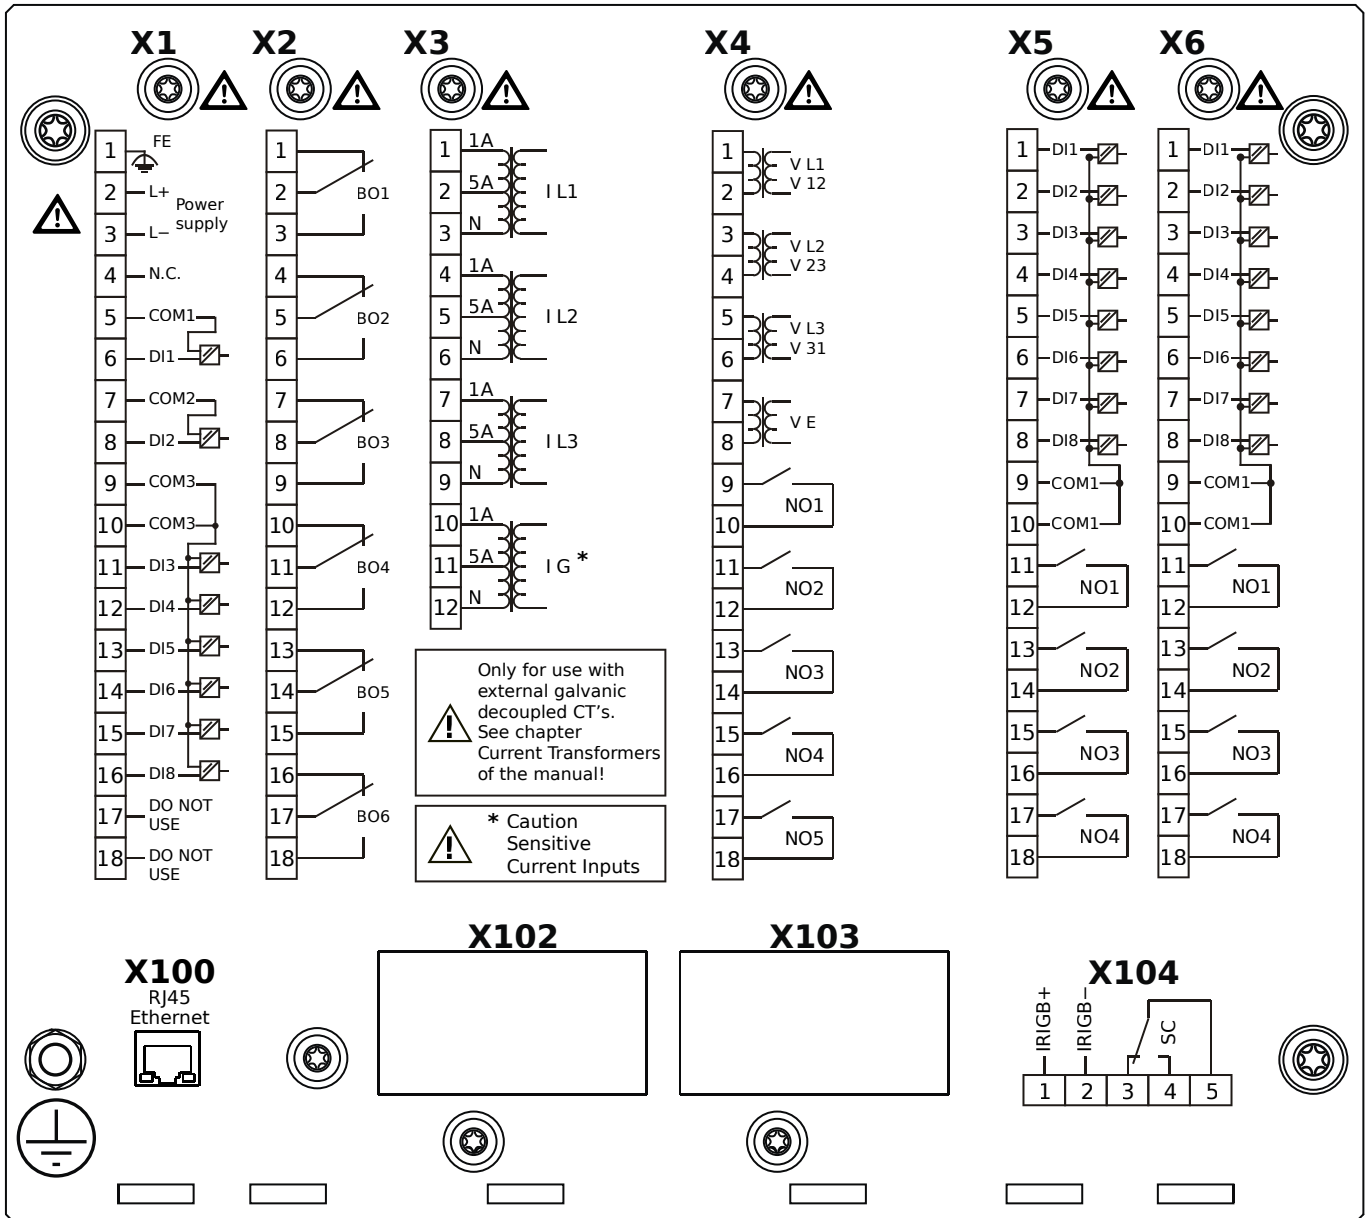 X1
X2
X3
X4
X5
X6
1 FE
2 L+
Power
supply
3 L−
4 N.C.
5 COM1
6 DI1
7 COM2
8 DI2
9 COM3
10 COM3
11 DI3
12 DI4
13 DI5
14 DI6
15 DI7
16 DI8
17 DO NOT
USE
18 DO NOT
USE
1
2 BO1
3
4
5 BO2
6
7
8 BO3
9
10
11 BO4
12
13
14 BO5
15
16
17 BO6
18
1 1A
2 5A I L1
3 N
4 1A
5 5A I L2
6 N
7 1A
8 5A I L3
9 N
10 1A
11 5A I G *
12 N
Only for use with
external galvanic
decoupled CT's.
See chapter
Current Transformers
of the manual!
* Caution
Sensitive
Current Inputs
1 V L1
2 V 12
3 V L2
4 V 23
5 V L3
6 V 31
7 V E
8
9 NO1
10
11 NO2
12
13 NO3
14
15 NO4
16
17 NO5
18
1 DI1
2 DI2
3 DI3
4 DI4
5 DI5
6 DI6
7 DI7
8 DI8
9 COM1
10 COM1
11 NO1
12
13 NO2
14
15 NO3
16
17 NO4
18
1 DI1
2 DI2
3 DI3
4 DI4
5 DI5
6 DI6
7 DI7
8 DI8
9 COM1
10 COM1
11 NO1
12
13 NO2
14
15 NO3
16
17 NO4
18
X100
RJ45
Ethernet
X102
X103
X104
IRIGB+
IRIGB−
SC
1 2 3 4 5